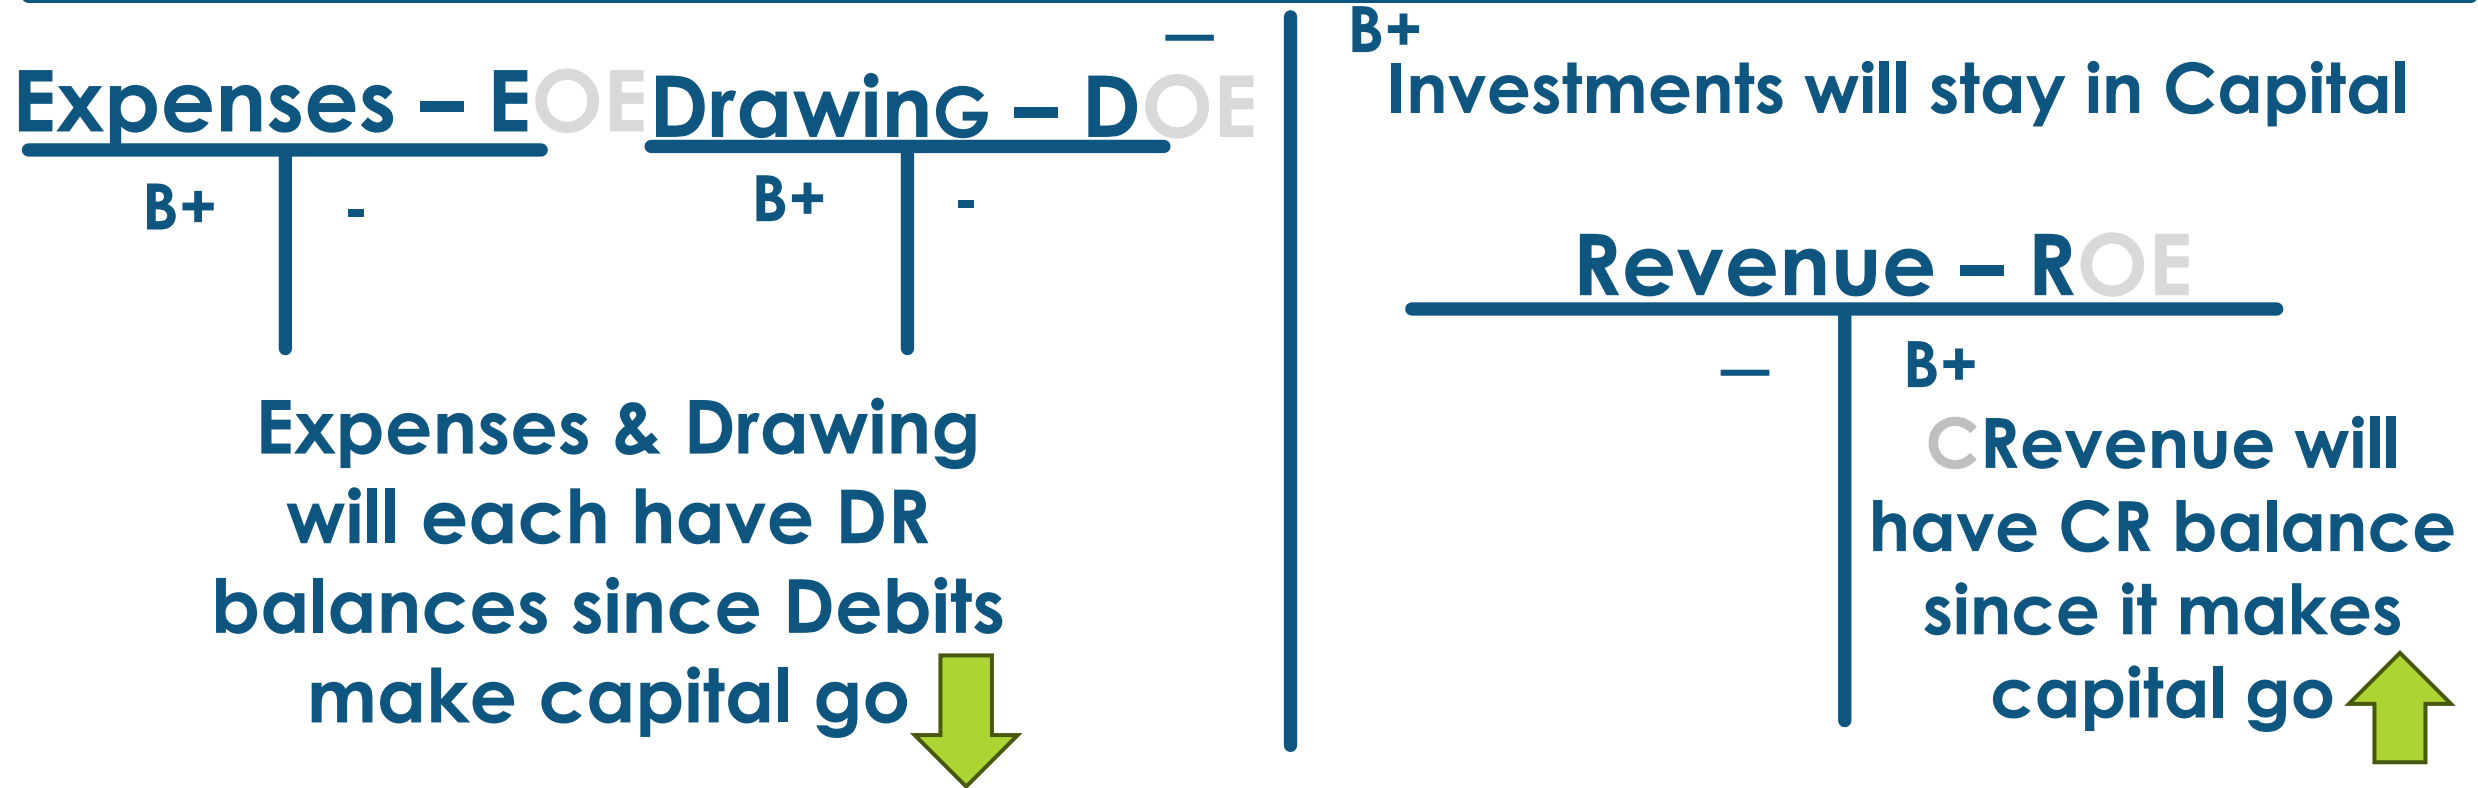 — B+
Investments will stay in Capital
Expenses – EOE
B+ -
DrawinG – DOE
B+ -
Expenses & Drawing
will each have DR
balances since Debits
make capital go
Revenue – ROE
— B+
CRevenue will
have CR balance
since it makes
capital go